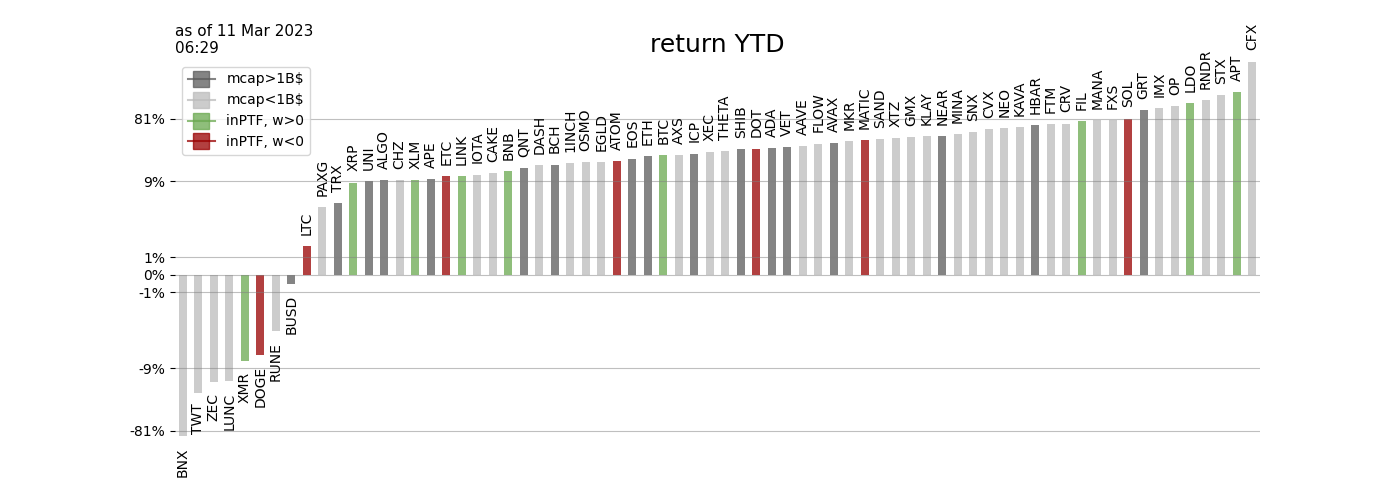 as of 11 Mar 2023
06:29
return YTD
mcap>1B$
mcap<1B$
inPTF, w>0
inPTF, w<0
81%
9%
1%
0%
-1%
-9%
-81%
BNX
TWT
ZEC
LUNC
XMR
DOGE
RUNE
BUSD
LTC
PAXG
TRX
XRP
UNI
ALGO
CHZ
XLM
APE
ETC
LINK
IOTA
CAKE
BNB
QNT
DASH
BCH
1INCH
OSMO
EGLD
ATOM
EOS
ETH
BTC
AXS
ICP
XEC
THETA
SHIB
DOT
ADA
VET
AAVE
FLOW
AVAX
MKR
MATIC
SAND
XTZ
GMX
KLAY
NEAR
MINA
SNX
CVX
NEO
KAVA
HBAR
FTM
CRV
FIL
MANA
FXS
SOL
GRT
IMX
OP
LDO
RNDR
STX
APT
CFX